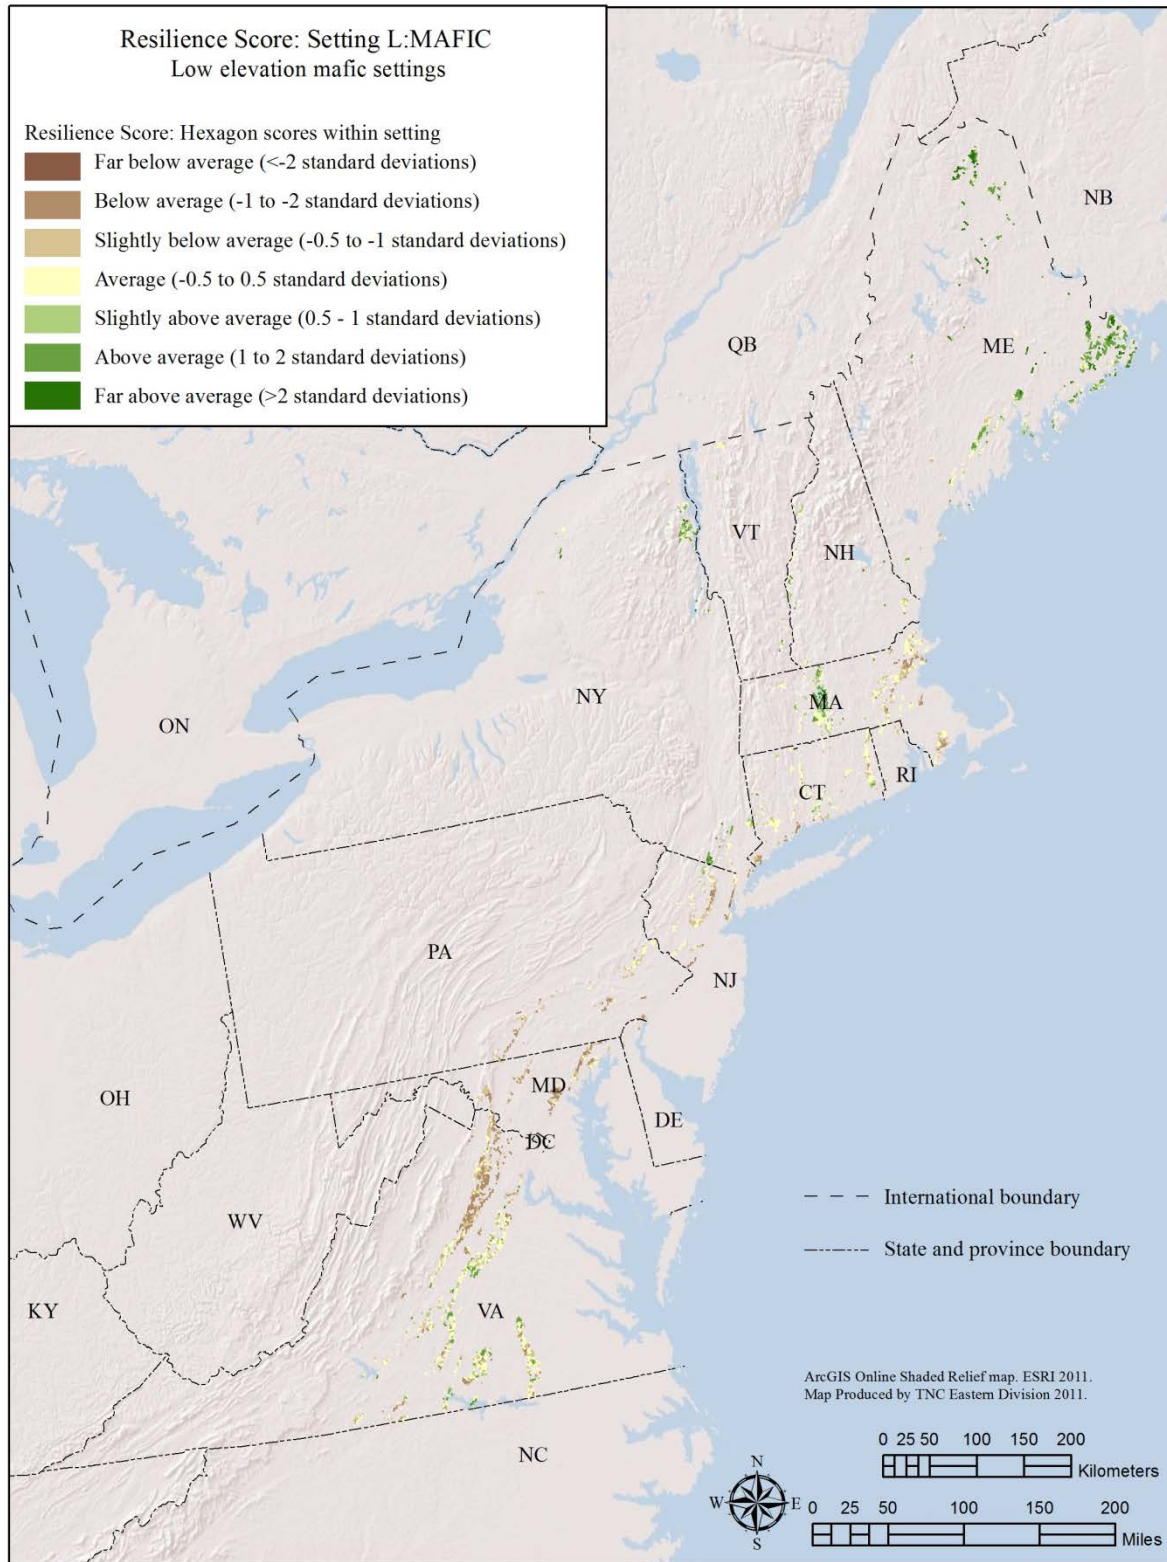 Resilience Score: Setting L:MAFIC
Low elevation mafic settings
Resilience Score: Hexagon scores within setting
Far below average (<-2 standard deviations)
Below average (-1 to -2 standard deviations)
Slightly below average (-0.5 to -1 standard deviations)
Average (-0.5 to 0.5 standard deviations)
Slightly above average (0.5 - 1 standard deviations)
Above average (1 to 2 standard deviations)
Far above average (>2 standard deviations)
NB
QB
ME
VT
NH
NY
MA
ON
CT
RI
PA
NJ
OH
MD
DE
DC
WV
International boundary
State and province boundary
KY
VA
NC
ArcGIS Online Shaded Relief map. ESRI 2011.
Map Produced by TNC Eastern Division 2011.
0 25 50 100 150 200
Kilometers
N
W E
S
0 25 50 100 150 200
Miles